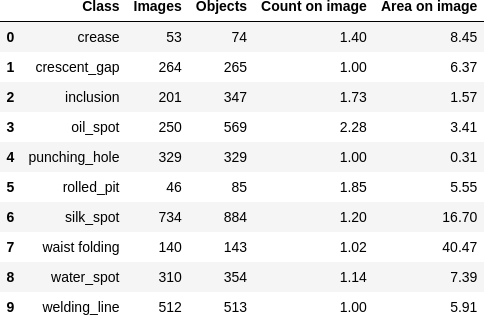 Class Images Objects Count on image Area on image
0 crease 53 74 1.40 8.45
1 crescent_gap 264 265 1.00 6.37
2 inclusion 201 347 1.73 1.57
3 oil_spot 250 569 2.28 3.41
4 punching_hole 329 329 1.00 0.31
5 rolled_pit 46 85 1.85 5.55
6 silk_spot 734 884 1.20 16.70
7 waist folding 140 143 1.02 40.47
8 water_spot 310 354 1.14 7.39
9 welding_line 512 513 1.00 5.91